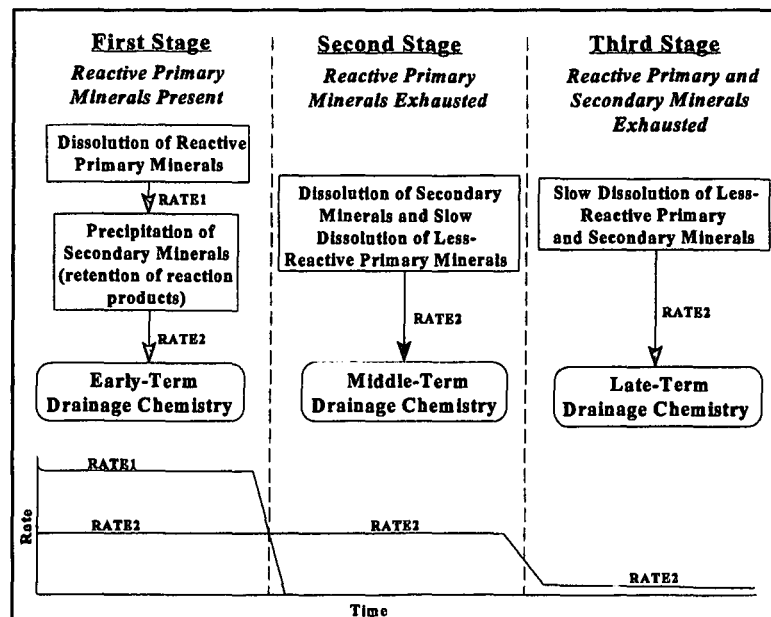 First Stage
Reactive Primary
Minerals Present
Dissolution of Reactive
Primary Minerals
RATE1
Precipitation of
Secondary Minerals
(retention of reaction
products)
RATE2
Early-Term
Drainage Chemistry
Second Stage
Reactive Primary
Minerals Exhausted
Dissolution of Secondary
Minerals and Slow
Dissolution of Less-
Reactive Primary Minerals
RATE2
Middle-Term
Drainage Chemistry
Third Stage
Reactive Primary and
Secondary Minerals
Exhausted
Slow Dissolution of Less-
Reactive Primary
and Secondary Minerals
RATE2
Late-Term
Drainage Chemistry
Rate
RATE1
RATE2
RATE2
RATE2
Time